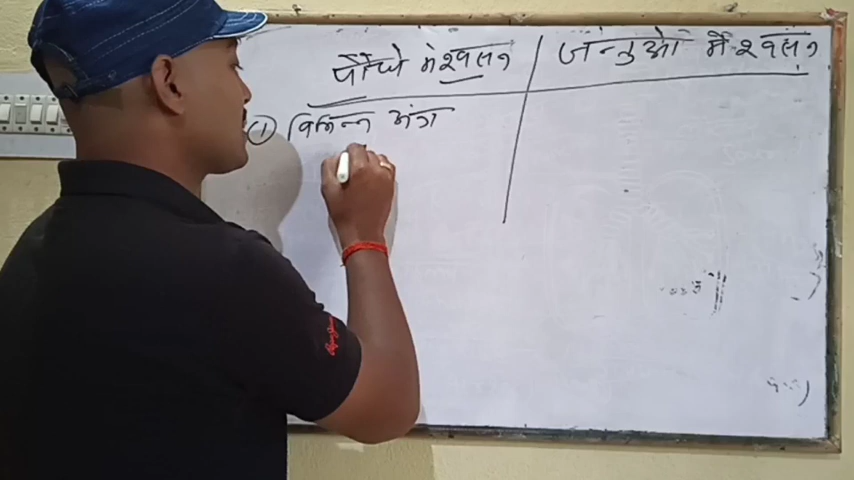 पौधे में श्वसन
जन्तुओ में श्वसन
① विभिन्न अंग